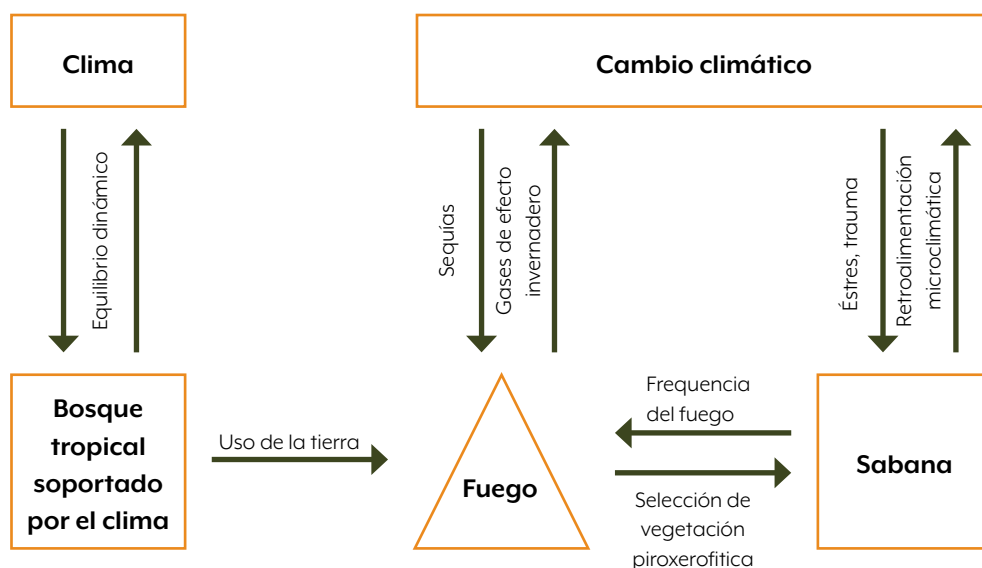 Clima
Cambio climático
Equilibrio dinámico
Sequías
Gases de efecto
invernadero
Éstres, trauma
Retroalimentación
microclimática
Bosque
tropical
soportado
por el clima
Uso de la tierra
Fuego
Frequencia
del fuego
Selección de
vegetación
piroxerofitica
Sabana